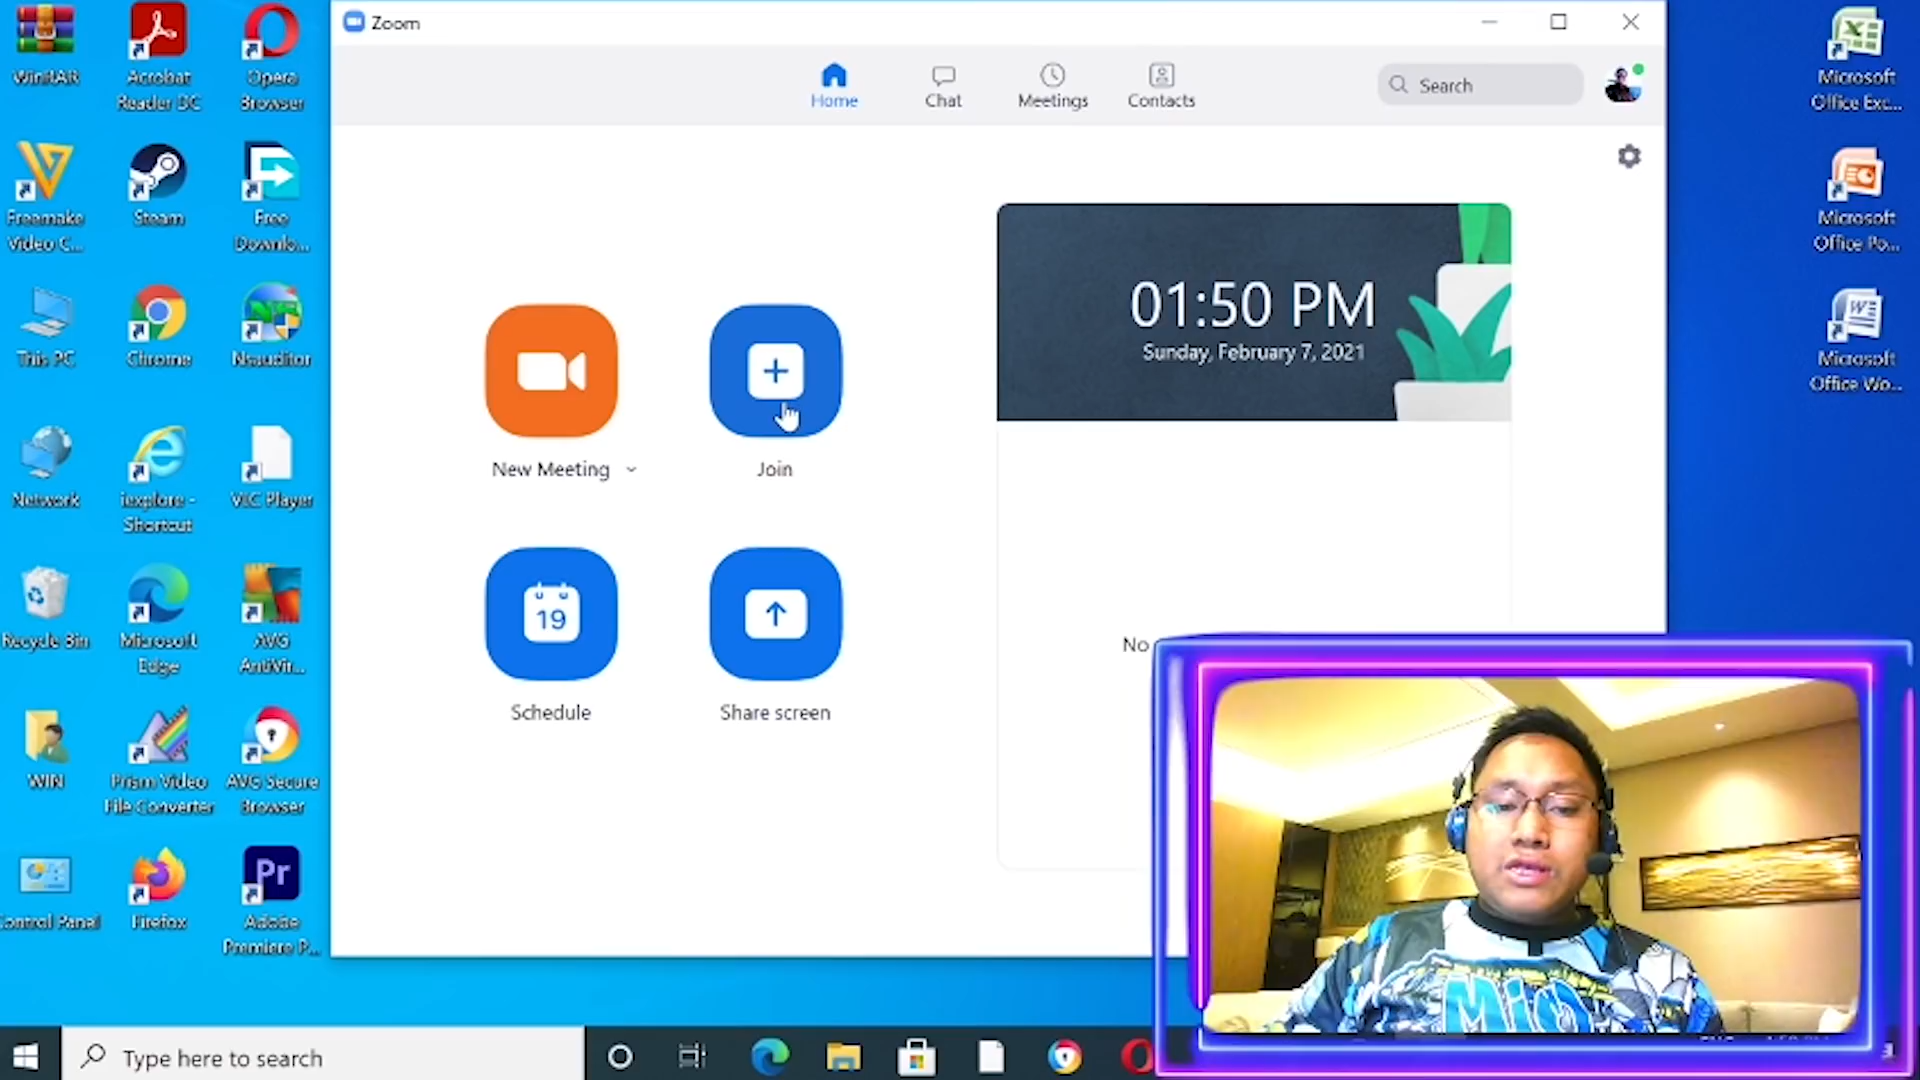 WinRAR
Acrobat
Reader DC
Opera
Browser
Freemake
Video C...
Steam
Free
Downlo...
This PC
Chrome
Nsauditor
Network
iexplore -
Shortcut
VLC Player
Recycle Bin
Microsoft
Edge
AVG
AntiVir...
WIN
Prism Video
File Converter
AVG Secure
Browser
Control Panel
Firefox
Pr
Adobe
Premiere P...
Zoom
Home
Chat
Meetings
Contacts
Search
New Meeting
Join
19
Schedule
Share screen
01:50 PM
Sunday, February 7, 2021
No
Microsoft
Office Exc...
Microsoft
Office Po...
Microsoft
Office Wo...
Type here to search